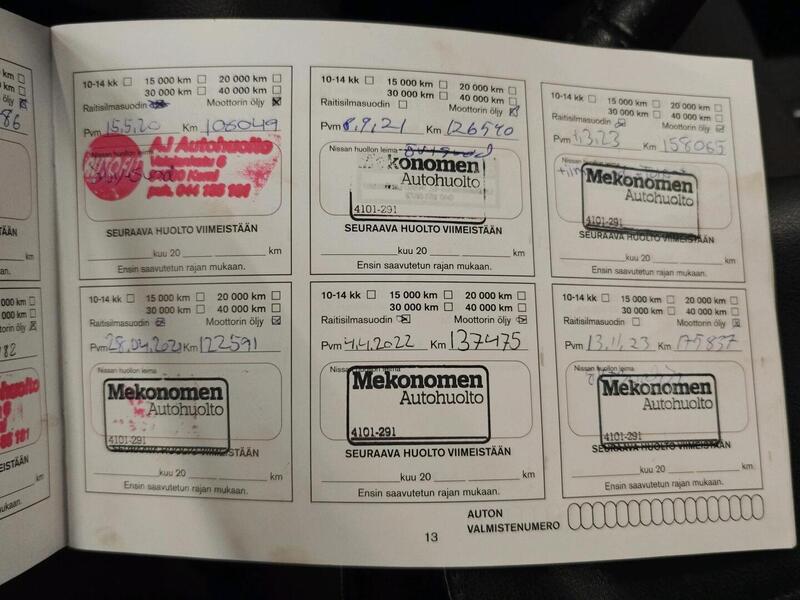 10-14 kk 15 000 km 20 000 km
30 000 km 40 000 km
Raitisilmasuodin Moottorin öljy
Pvm 15.5.20 Km 108049
Nissan huollon leima
AJ Autohuolto
SEURAAVA HUOLTO VIIMEISTÄÄN
kuu 20 km
Ensin saavutetun rajan mukaan.
10-14 kk 15 000 km 20 000 km
30 000 km 40 000 km
Raitisilmasuodin Moottorin öljy
Pvm 8.9.21 Km 126540
Nissan huollon leima
Mekonomen
Autohuolto
4101-291
SEURAAVA HUOLTO VIIMEISTÄÄN
kuu 20 km
Ensin saavutetun rajan mukaan.
10-14 kk 15 000 km 20 000 km
30 000 km 40 000 km
Raitisilmasuodin Moottorin öljy
Pvm 1.3.23 Km 158065
Nissan
Mekonomen
Autohuolto
4101-291
SEURAAVA HUOLTO VIIMEISTÄÄN
kuu 20 km
Ensin saavutetun rajan mukaan.
10-14 kk 15 000 km 20 000 km
30 000 km 40 000 km
Raitisilmasuodin Moottorin öljy
Pvm 28.04.2021 Km 122591
Nissan huollon leima
Mekonomen
Autohuolto
4101-291
SEURAAVA HUOLTO VIIMEISTÄÄN
kuu 20 km
Ensin saavutetun rajan mukaan.
10-14 kk 15 000 km 20 000 km
30 000 km 40 000 km
Raitisilmasuodin Moottorin öljy
Pvm 4.4.2022 Km 137475
Nissan huollon leima
Mekonomen
Autohuolto
4101-291
SEURAAVA HUOLTO VIIMEISTÄÄN
kuu 20 km
Ensin saavutetun rajan mukaan.
10-14 kk 15 000 km 20 000 km
30 000 km 40 000 km
Raitisilmasuodin Moottorin öljy
Pvm 13.11.23 Km 175837
Nissan huollon leima
Mekonomen
Autohuolto
4101-291
SEURAAVA HUOLTO VIIMEISTÄÄN
kuu 20 km
Ensin saavutetun rajan mukaan.
AUTON
VALMISTENUMERO
13